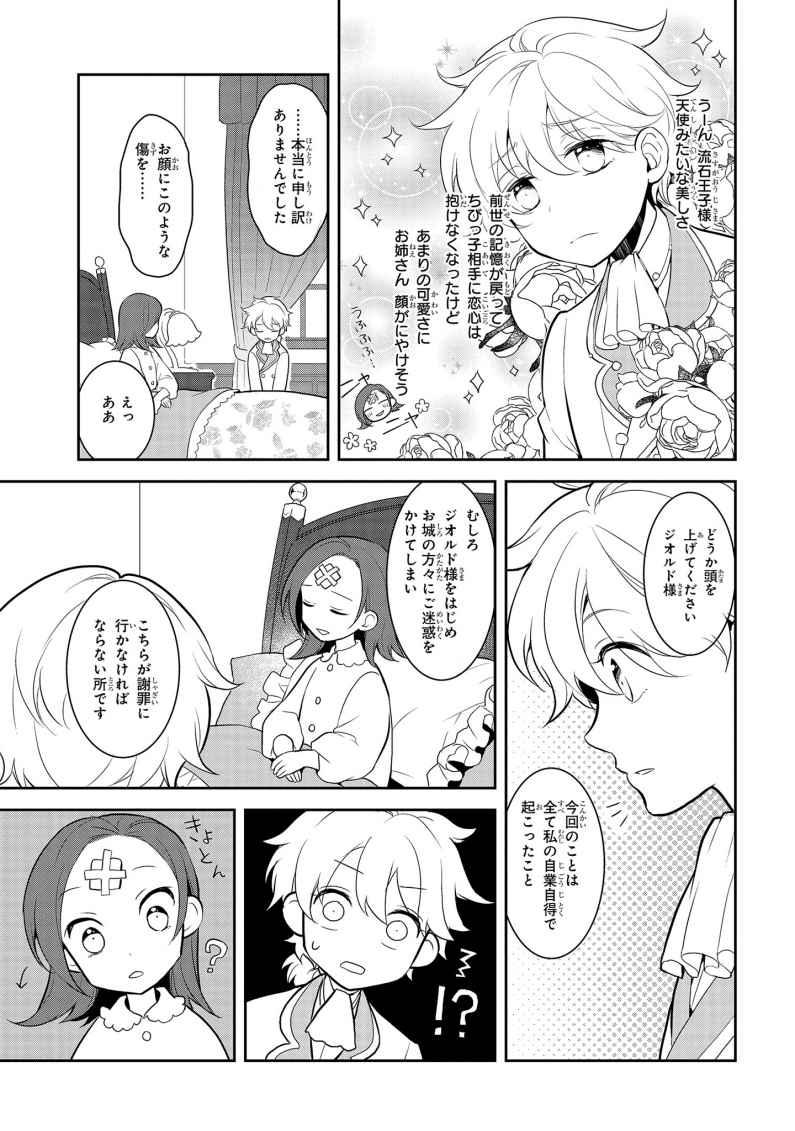 うーん 流石王子様
天使みたいな美しさ
前世の記憶が戻って
ちびっ子相手に恋心は
抱けなくなったけど
あまりの可愛さに
お姉さん 顔がにやけそう
うふふふ…
ニヤ
ニヤ
……本当に申し訳
ありませんでした
お顔にこのような
傷を……
えっ
ああ
どうか頭を
上げてください
ジオルド様
今回のことは
全て私の自業自得で
起こったこと
むしろ
ジオルド様をはじめ
お城の方々にご迷惑を
かけてしまい
こちらが謝罪に
行かなければ
ならない所です
!?
きょとん
?